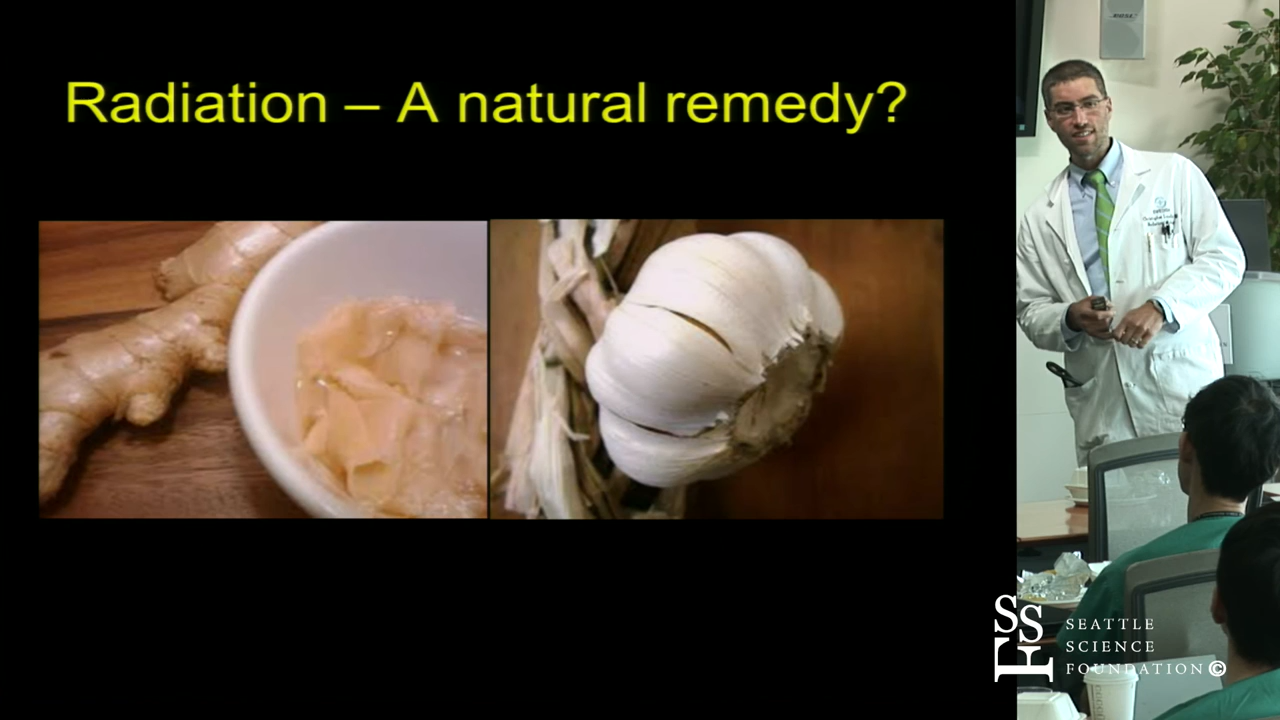 Radiation – A natural remedy?
SEATTLE
SCIENCE
FOUNDATION©